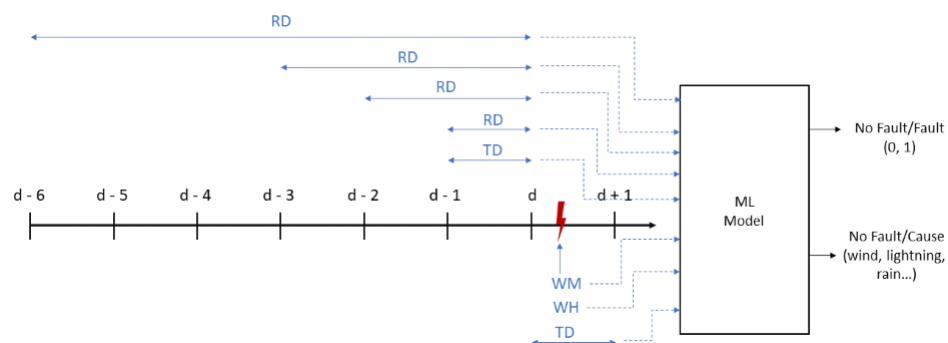 RD
RD
RD
RD
TD
d - 6 d - 5 d - 4 d - 3 d - 2 d - 1 d d + 1
WM
WH
TD
ML
Model
No Fault/Fault
(0, 1)
No Fault/Cause
(wind, lightning,
rain...)